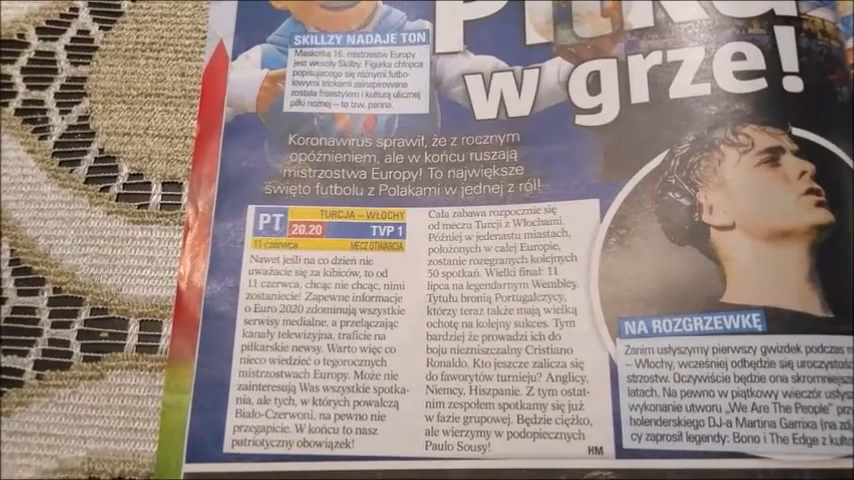 w grze!
SKILLZY NADAJE TON
Maskotką 16. mistrzostw Europy
jest wesoły Skillzy. Figurka chłopca
popisującego się różnymi futbo-
lowymi trickami zainspirowana
została freestylem i kulturą ulicznej
piłki nożnej – to tzw. panna.
Koronawirus sprawił, że z rocznym
opóźnieniem, ale w końcu ruszają
mistrzostwa Europy! To największe
święto futbolu z Polakami w jednej z ról!
PT
TURCJA – WŁOCHY
20.20 TVP 1
11 czerwca MECZ OTWARCIA
Nawet jeśli na co dzień nie
uważacie się za kibiców, to od
11 czerwca, chcąc nie chcąc, nimi
zostaniecie! Zapewne informacje
o Euro 2020 zdominują wszystkie
serwisy medialne, a przełączając
kanały telewizyjne, traficie na
piłkarskie newsy. Warto więc co
nieco wiedzieć o tegorocznych
mistrzostwach Europy. Może nie
zainteresują Was wszystkie spotka-
nia, ale tych, w których powalczą
Biało-Czerwoni, na pewno nie
przegapicie. W końcu to nasz
patriotyczny obowiązek!
Cała zabawa rozpocznie się
od meczu Turcji z Włochami.
Później w jedenastu miastach,
położonych w całej Europie,
zostanie rozegranych kolejnych
50 spotkań. Wielki finał: 11
lipca na legendarnym Wembley.
Tytułu bronią Portugalczycy,
którzy teraz także mają wielką
ochotę na kolejny sukces. Tym
bardziej że prowadzi ich do
boju niezniszczalny Cristiano
Ronaldo. Kto jeszcze zalicza się
do faworytów turnieju? Anglicy,
Niemcy, Hiszpanie. Z tym ostat-
nim zespołem spotkamy się już
w fazie grupowej. Będzie ciężko,
ale wierzymy w podopiecznych
Paulo Sousy!
HM
NA ROZGRZEWKĘ
Zanim usłyszymy pierwszy gwizdek podczas m
– Włochy, wcześniej odbędzie się uroczystoś
strzostw. Oczywiście będzie ona skromniejsz
latach. Na pewno w piątkowy wieczór usłys
wykonanie utworu „We Are The People” prz
holenderskiego DJ-a Martina Garrixa (na zdj
cy zaprosił legendy: Bono i The Edge z kulto